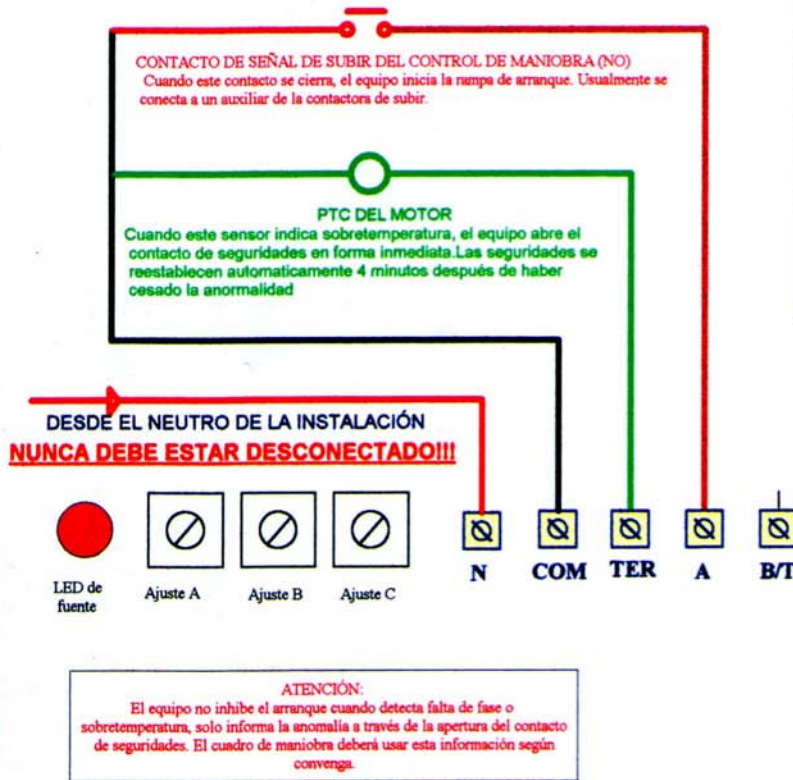 CONTACTO DE SEÑAL DE SUBIR DEL CONTROL DE MANIOBRA (NO)
Cuando este contacto se cierra, el equipo inicia la rampa de arranque. Usualmente se
conecta a un auxiliar de la contactora de subir.
PTC DEL MOTOR
Cuando este sensor indica sobretemperatura, el equipo abre el
contacto de seguridades en forma inmediata.Las seguridades se
reestablecen automaticamente 4 minutos después de haber
cesado la anormalidad
DESDE EL NEUTRO DE LA INSTALACIÓN
NUNCA DEBE ESTAR DESCONECTADO!!!
LED de
fuente
Ajuste A
Ajuste B
Ajuste C
N
COM
TER
A
B/T
ATENCIÓN:
El equipo no inhibe el arranque cuando detecta falta de fase o
sobretemperatura, solo informa la anomalía a través de la apertura del contacto
de seguridades. El cuadro de maniobra deberá usar esta información según
convenga.